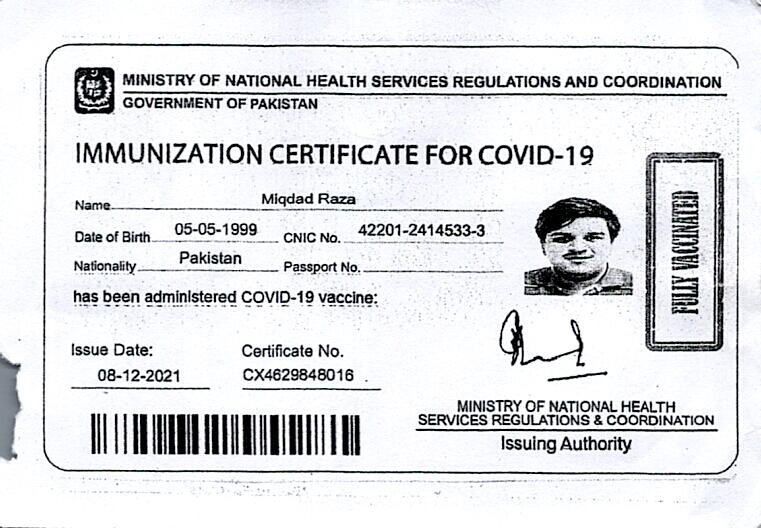 MINISTRY OF NATIONAL HEALTH SERVICES REGULATIONS AND COORDINATION
GOVERNMENT OF PAKISTAN
IMMUNIZATION CERTIFICATE FOR COVID-19
Name Miqdad Raza
Date of Birth 05-05-1999 CNIC No. 42201-2414533-3
Nationality Pakistan Passport No.
has been administered COVID-19 vaccine:
FULLY VACCINATED
Issue Date: Certificate No.
08-12-2021 CX4629848016
MINISTRY OF NATIONAL HEALTH
SERVICES REGULATIONS & COORDINATION
Issuing Authority